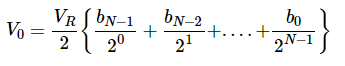 $V_0 = \frac{V_R}{2} \left\{ \frac{b_{N-1}}{2^0} + \frac{b_{N-2}}{2^1} + .... + \frac{b_0}{2^{N-1}} \right\}$